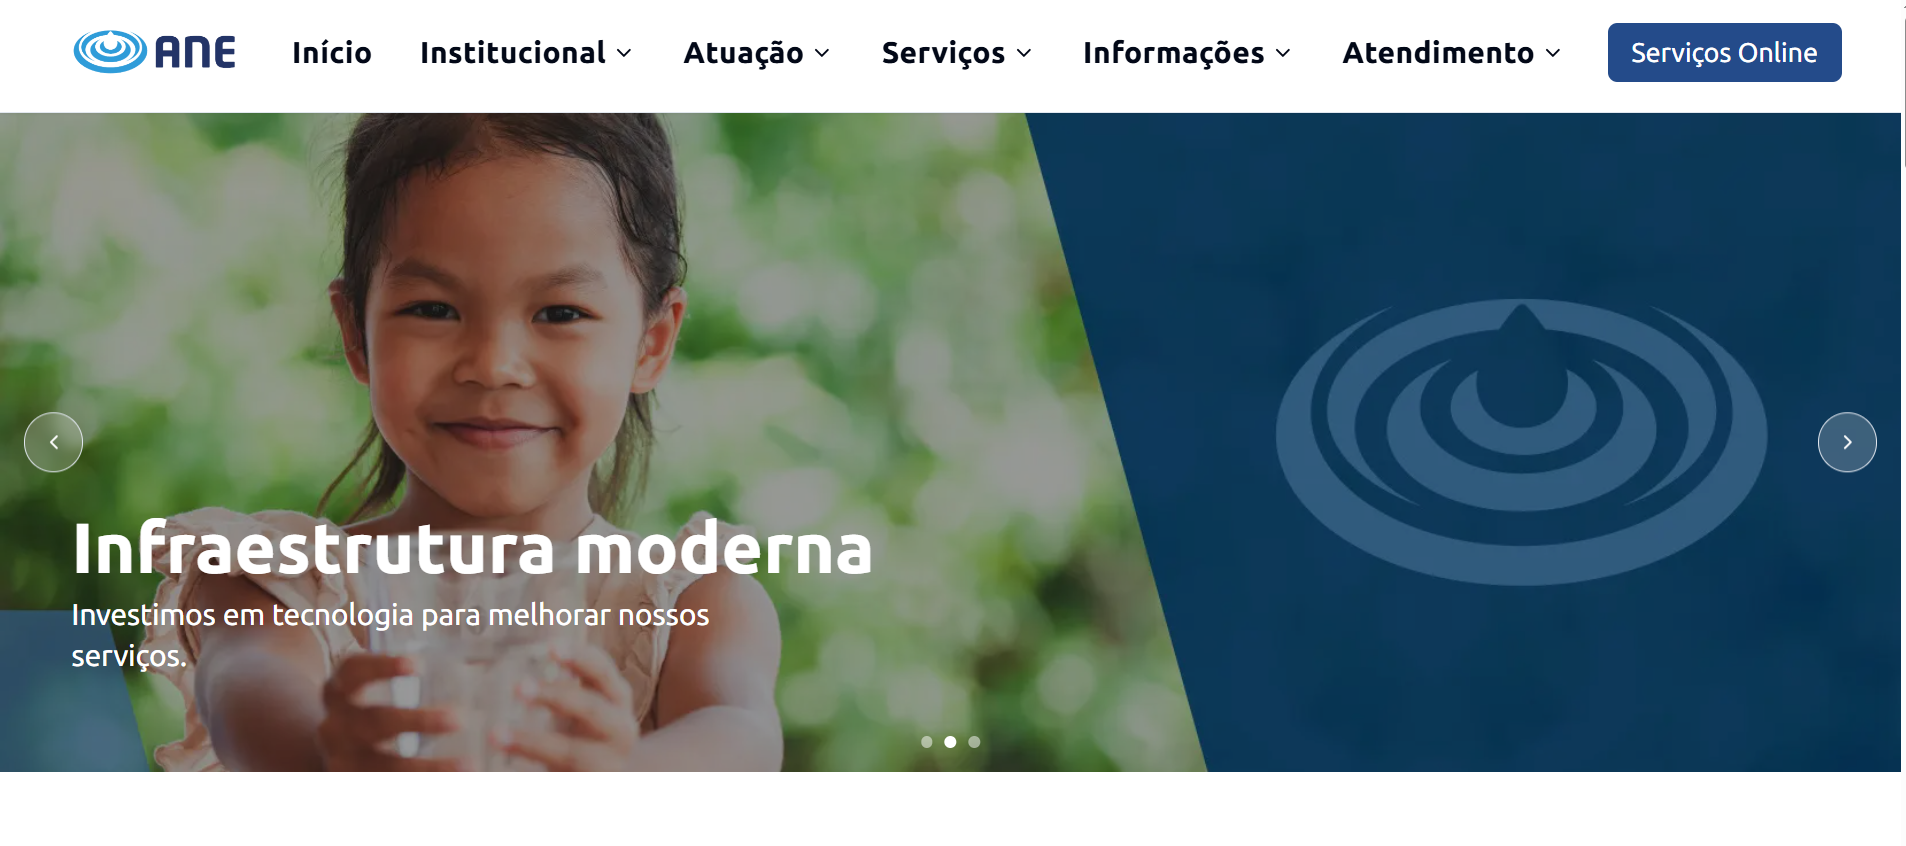 ANE
Início
Institucional
Atuação
Serviços
Informações
Atendimento
Serviços Online
Infraestrutura moderna
Investimos em tecnologia para melhorar nossos
serviços.